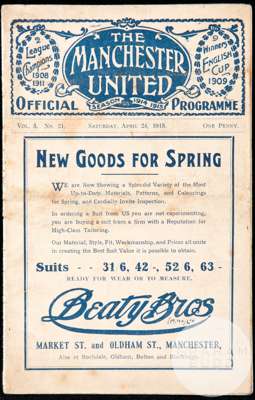 2
League
Champions
1908
1911
THE
MANCHESTER
UNITED
SEASON 1914 1915
2
Winners
ENGLISH
CUP
1909
OFFICIAL PROGRAMME
VOL. 3. No. 21. SATURDAY, APRIL 24, 1915. ONE PENNY.
NEW GOODS FOR SPRING
WE are Now Showing a Splendid Variety of the Most
Up-to-Date Materials, Patterns, and Colourings
for Spring, and Cordially Invite Inspection.
In ordering a Suit from US you are not experimenting,
you are buying a suit from a firm with a Reputation for
High-Class Tailoring.
Our Material, Style, Fit, Workmanship, and Prices all unite
in creating the Best Suit Value it is possible to obtain.
Suits -- 31 6, 42 -, 52 6, 63 -
READY FOR WEAR OR TO MEASURE.
Beaty Bros
MARKET ST. and OLDHAM ST., MANCHESTER,
Also at Rochdale, Oldham, Bolton and